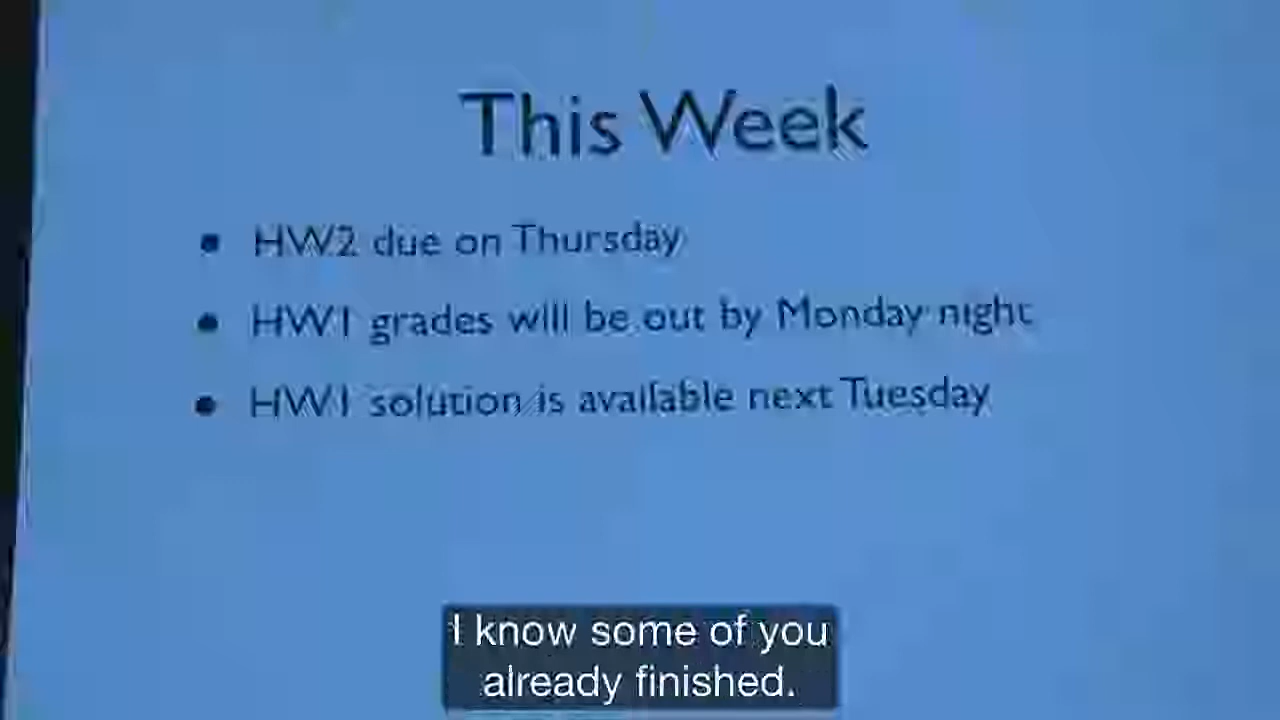 This Week
• HW2 due on Thursday
• HW1 grades will be out by Monday night
• HW1 solution is available next Tuesday
I know some of you
already finished.